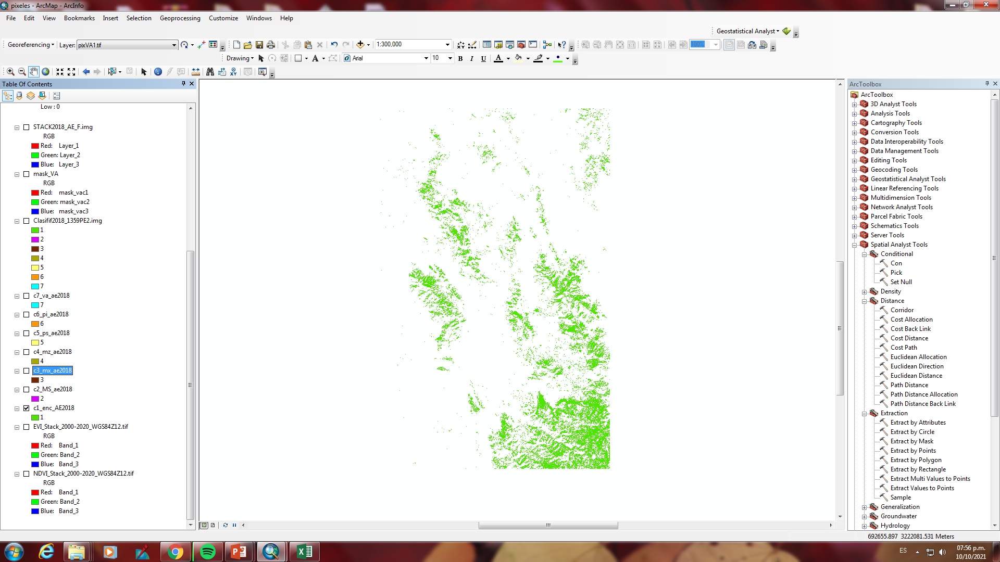 pixeles - ArcMap - ArcInfo
File Edit View Bookmarks Insert Selection Geoprocessing Customize Windows Help
Geostatistical Analyst
Georeferencing Layer: pixVA1.tif 1:300,000 100%
Drawing A Arial 10 B I U A
Table Of Contents
Low : 0
STACK2018_AE_F.img
RGB
Red: Layer_1
Green: Layer_2
Blue: Layer_3
mask_VA
RGB
Red: mask_vac1
Green: mask_vac2
Blue: mask_vac3
Clasifif2018_1359PE2.img
1
2
3
4
5
6
7
c7_va_ae2018
7
c6_pi_ae2018
6
c5_ps_ae2018
5
c4_mz_ae2018
4
c3_mx_ae2018
3
c2_MS_ae2018
2
c1_enc_AE2018
1
EVI_Stack_2000-2020_WGS84Z12.tif
RGB
Red: Band_1
Green: Band_2
Blue: Band_3
NDVI_Stack_2000-2020_WGS84Z12.tif
RGB
Red: Band_1
Green: Band_2
Blue: Band_3
ArcToolbox
ArcToolbox
3D Analyst Tools
Analysis Tools
Cartography Tools
Conversion Tools
Data Interoperability Tools
Data Management Tools
Editing Tools
Geocoding Tools
Geostatistical Analyst Tools
Linear Referencing Tools
Multidimension Tools
Network Analyst Tools
Parcel Fabric Tools
Schematics Tools
Server Tools
Spatial Analyst Tools
Conditional
Con
Pick
Set Null
Density
Distance
Corridor
Cost Allocation
Cost Back Link
Cost Distance
Cost Path
Euclidean Allocation
Euclidean Direction
Euclidean Distance
Path Distance
Path Distance Allocation
Path Distance Back Link
Extraction
Extract by Attributes
Extract by Circle
Extract by Mask
Extract by Points
Extract by Polygon
Extract by Rectangle
Extract Multi Values to Points
Extract Values to Points
Sample
Generalization
Groundwater
Hydrology
692655.897 3222081.531 Meters
ES
07:56 p.m.
10/10/2021